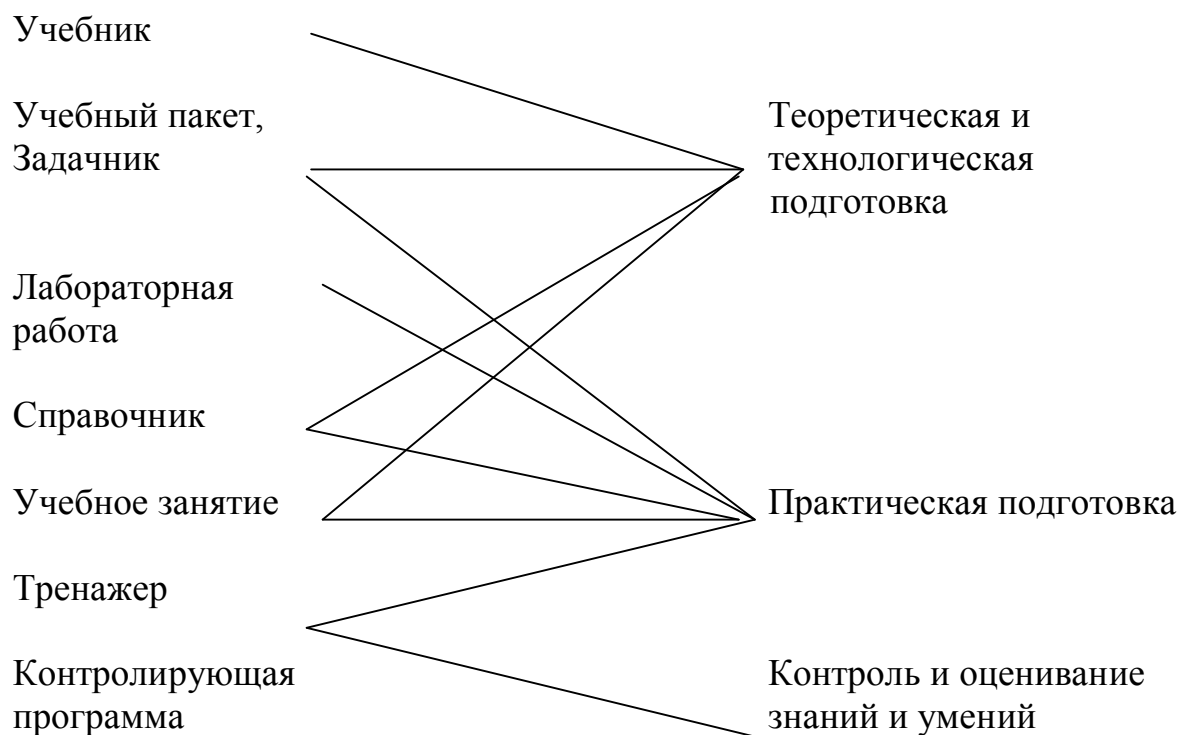 Учебник
Учебный пакет,
Задачник
Лабораторная
работа
Справочник
Учебное занятие
Тренажер
Контролирующая
программа
Теоретическая и
технологическая
подготовка
Практическая подготовка
Контроль и оценивание
знаний и умений